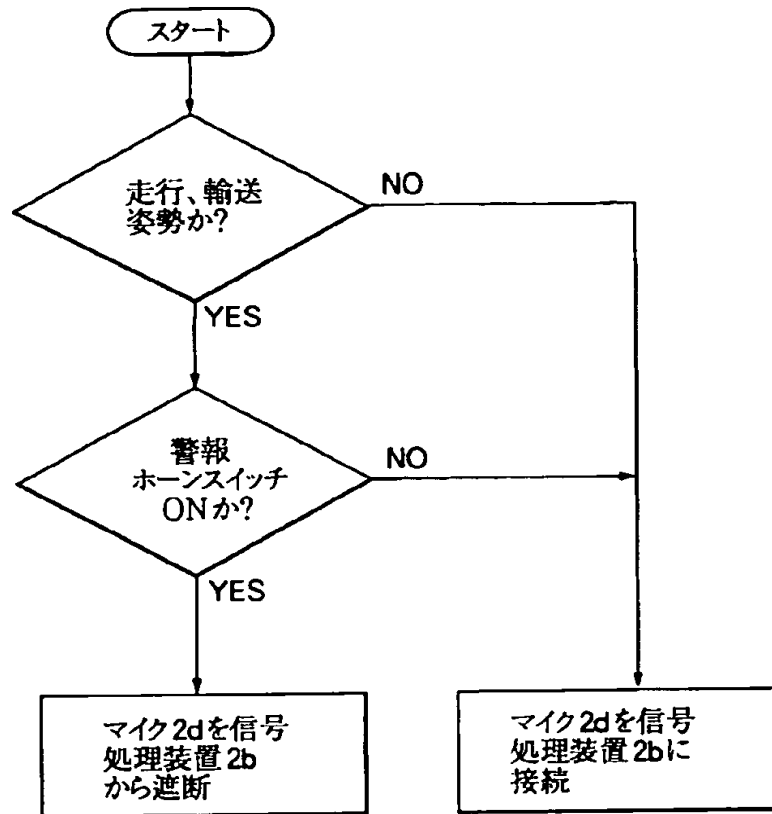 スタート
走行、輸送
姿勢か?
NO
YES
警報
ホーンスイッチ
ONか?
NO
YES
マイク2dを信号
処理装置2b
から遮断
マイク2dを信号
処理装置2bに
接続